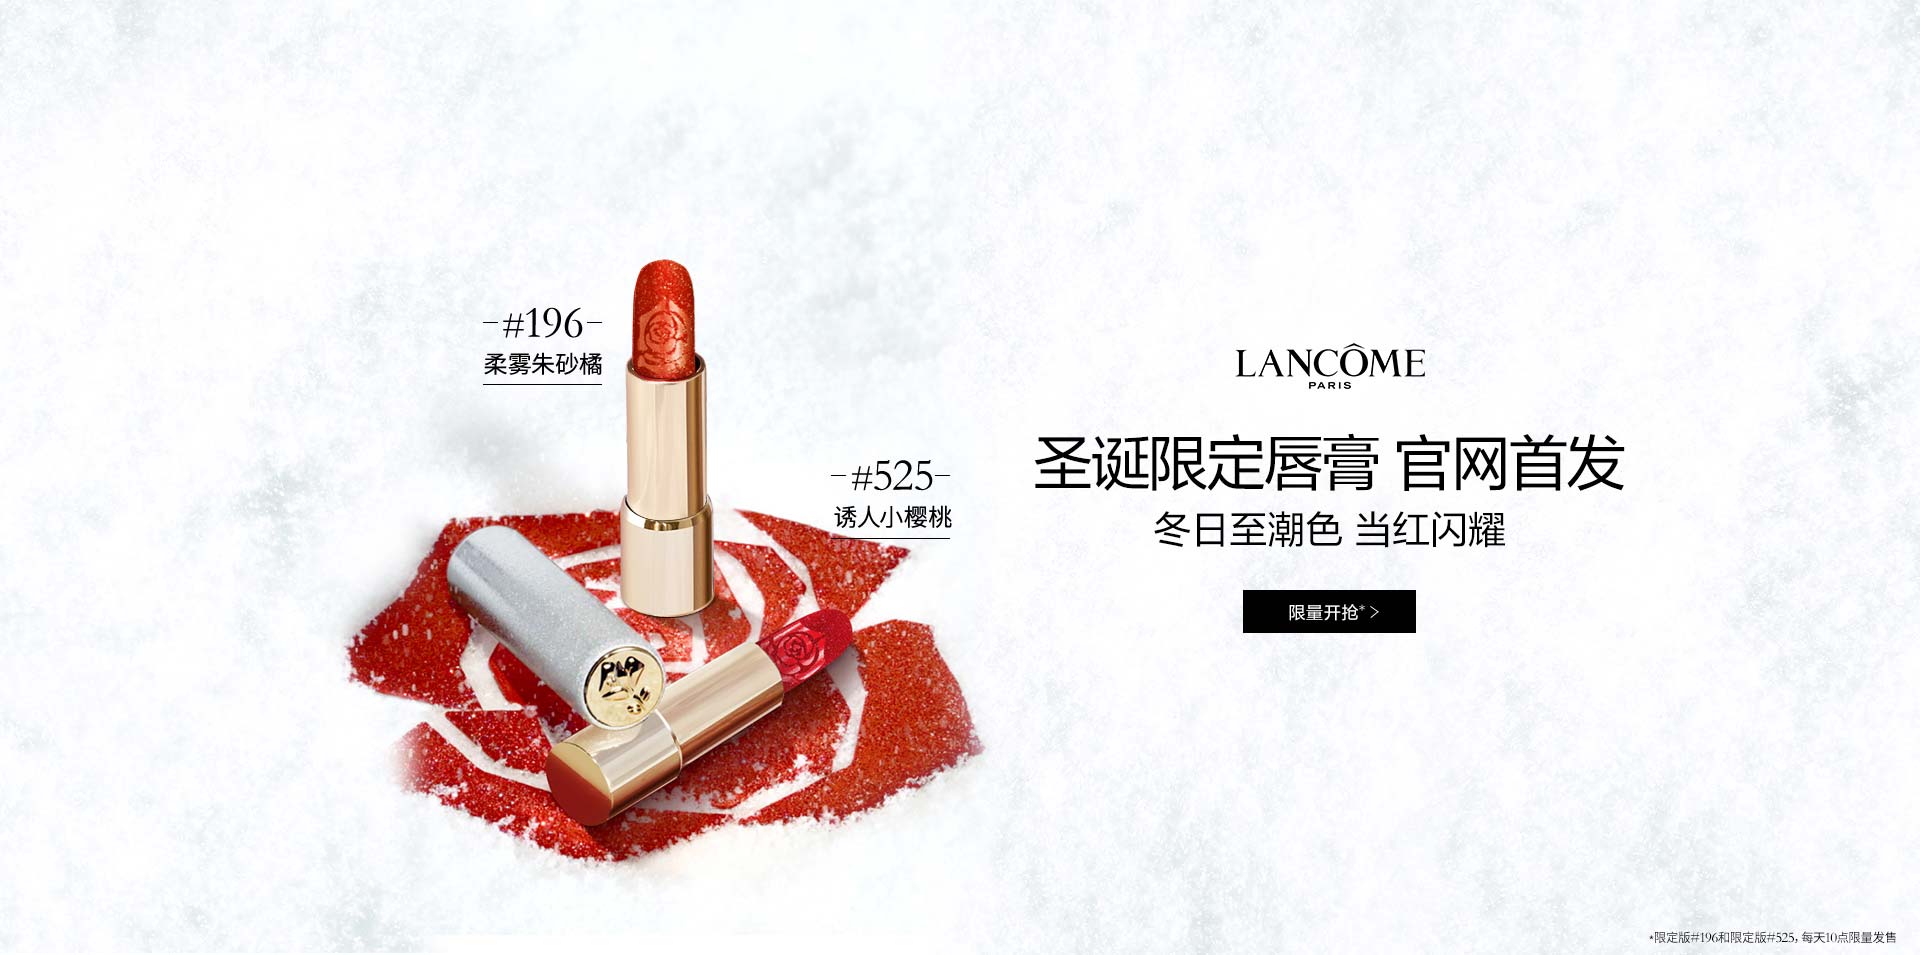 -#196-
柔雾朱砂橘
-#525-
诱人小樱桃
LANCÔME
PARIS
圣诞限定唇膏 官网首发
冬日至潮色 当红闪耀
限量开抢* >
*限定版#196和限定版#525, 每天10点限量发售